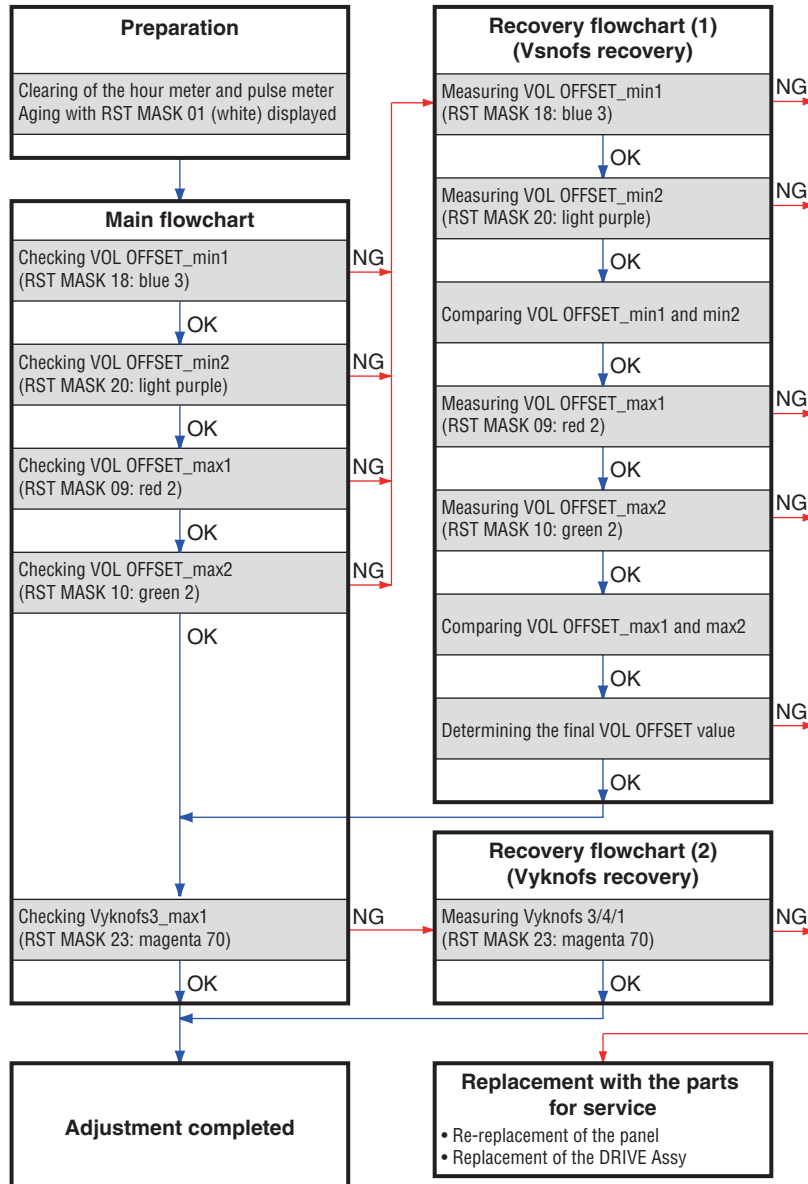 Preparation
Clearing of the hour meter and pulse meter
Aging with RST MASK 01 (white) displayed
Main flowchart
Checking VOL OFFSET_min1
(RST MASK 18: blue 3)
NG
OK
Checking VOL OFFSET_min2
(RST MASK 20: light purple)
NG
OK
Checking VOL OFFSET_max1
(RST MASK 09: red 2)
NG
OK
Checking VOL OFFSET_max2
(RST MASK 10: green 2)
NG
OK
Checking Vyknofs3_max1
(RST MASK 23: magenta 70)
NG
OK
Adjustment completed
Recovery flowchart (1)
(Vsnofs recovery)
Measuring VOL OFFSET_min1
(RST MASK 18: blue 3)
NG
OK
Measuring VOL OFFSET_min2
(RST MASK 20: light purple)
NG
OK
Comparing VOL OFFSET_min1 and min2
OK
Measuring VOL OFFSET_max1
(RST MASK 09: red 2)
NG
OK
Measuring VOL OFFSET_max2
(RST MASK 10: green 2)
NG
OK
Comparing VOL OFFSET_max1 and max2
OK
Determining the final VOL OFFSET value
NG
OK
Recovery flowchart (2)
(Vyknofs recovery)
Measuring Vyknofs 3/4/1
(RST MASK 23: magenta 70)
NG
OK
Replacement with the parts
for service
• Re-replacement of the panel
• Replacement of the DRIVE Assy